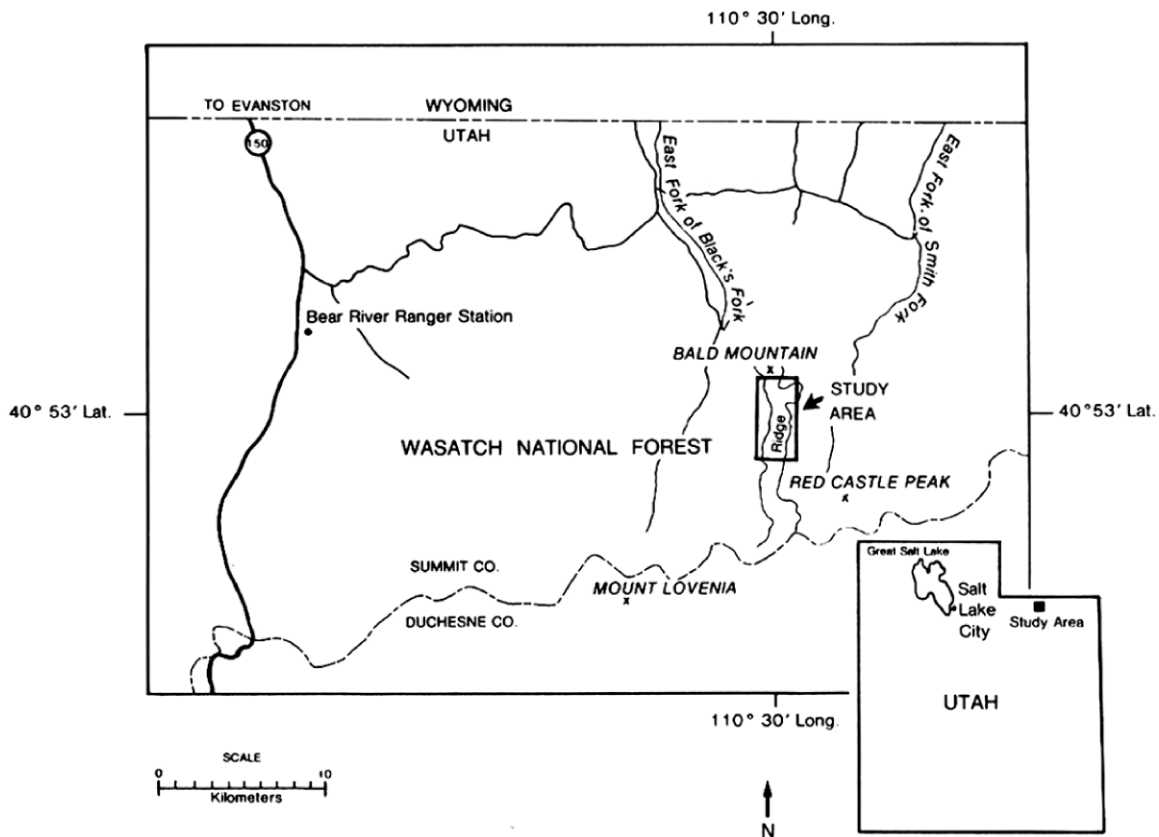 110° 30′ Long.
TO EVANSTON
WYOMING
UTAH
150
East Fork of Black's Fork
East Fork of Smith Fork
Bear River Ranger Station
BALD MOUNTAIN
x
STUDY
AREA
40° 53′ Lat.
40° 53′ Lat.
Ridge
WASATCH NATIONAL FOREST
RED CASTLE PEAK
x
SUMMIT CO.
MOUNT LOVENIA
x
DUCHESNE CO.
Great Salt Lake
Salt
Lake
City
Study Area
UTAH
110° 30′ Long.
SCALE
0 10
Kilometers
N